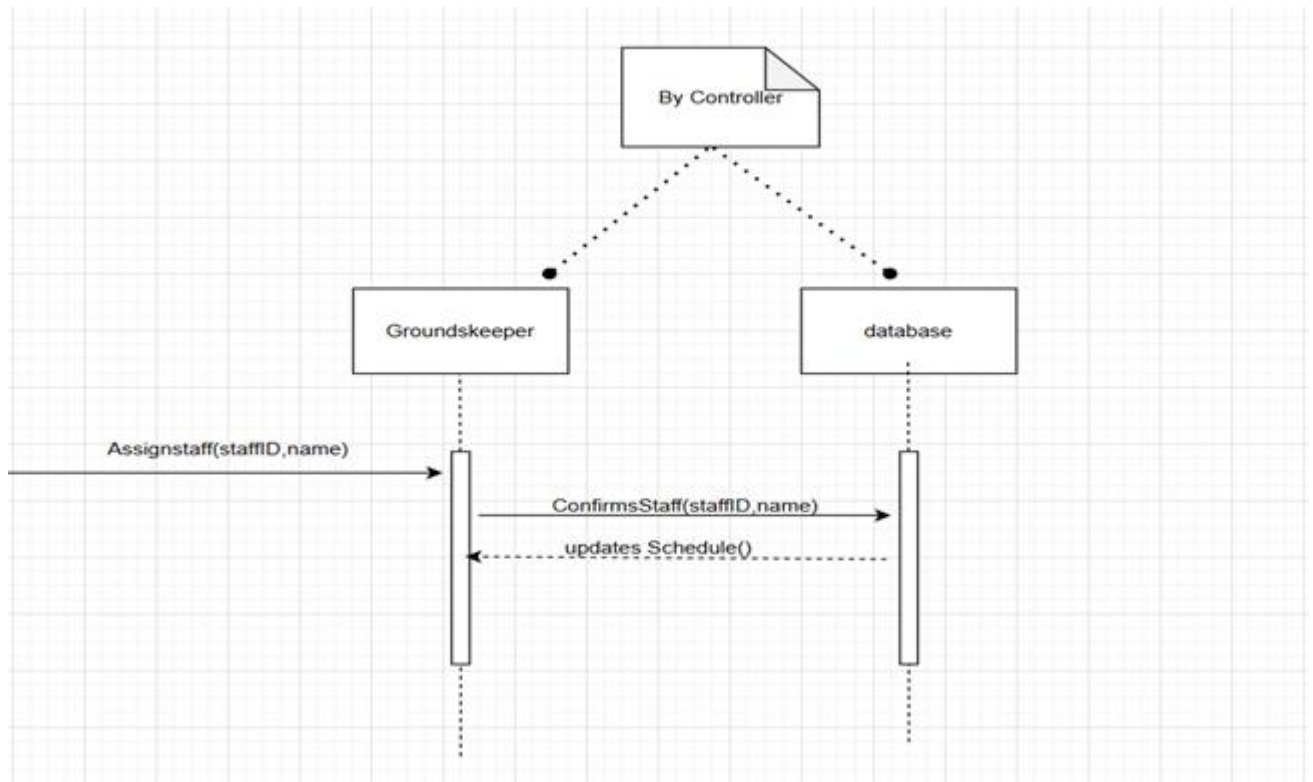 By Controller
Groundskeeper
database
Assignstaff(staffID,name)
ConfirmsStaff(staffID,name)
updates Schedule()